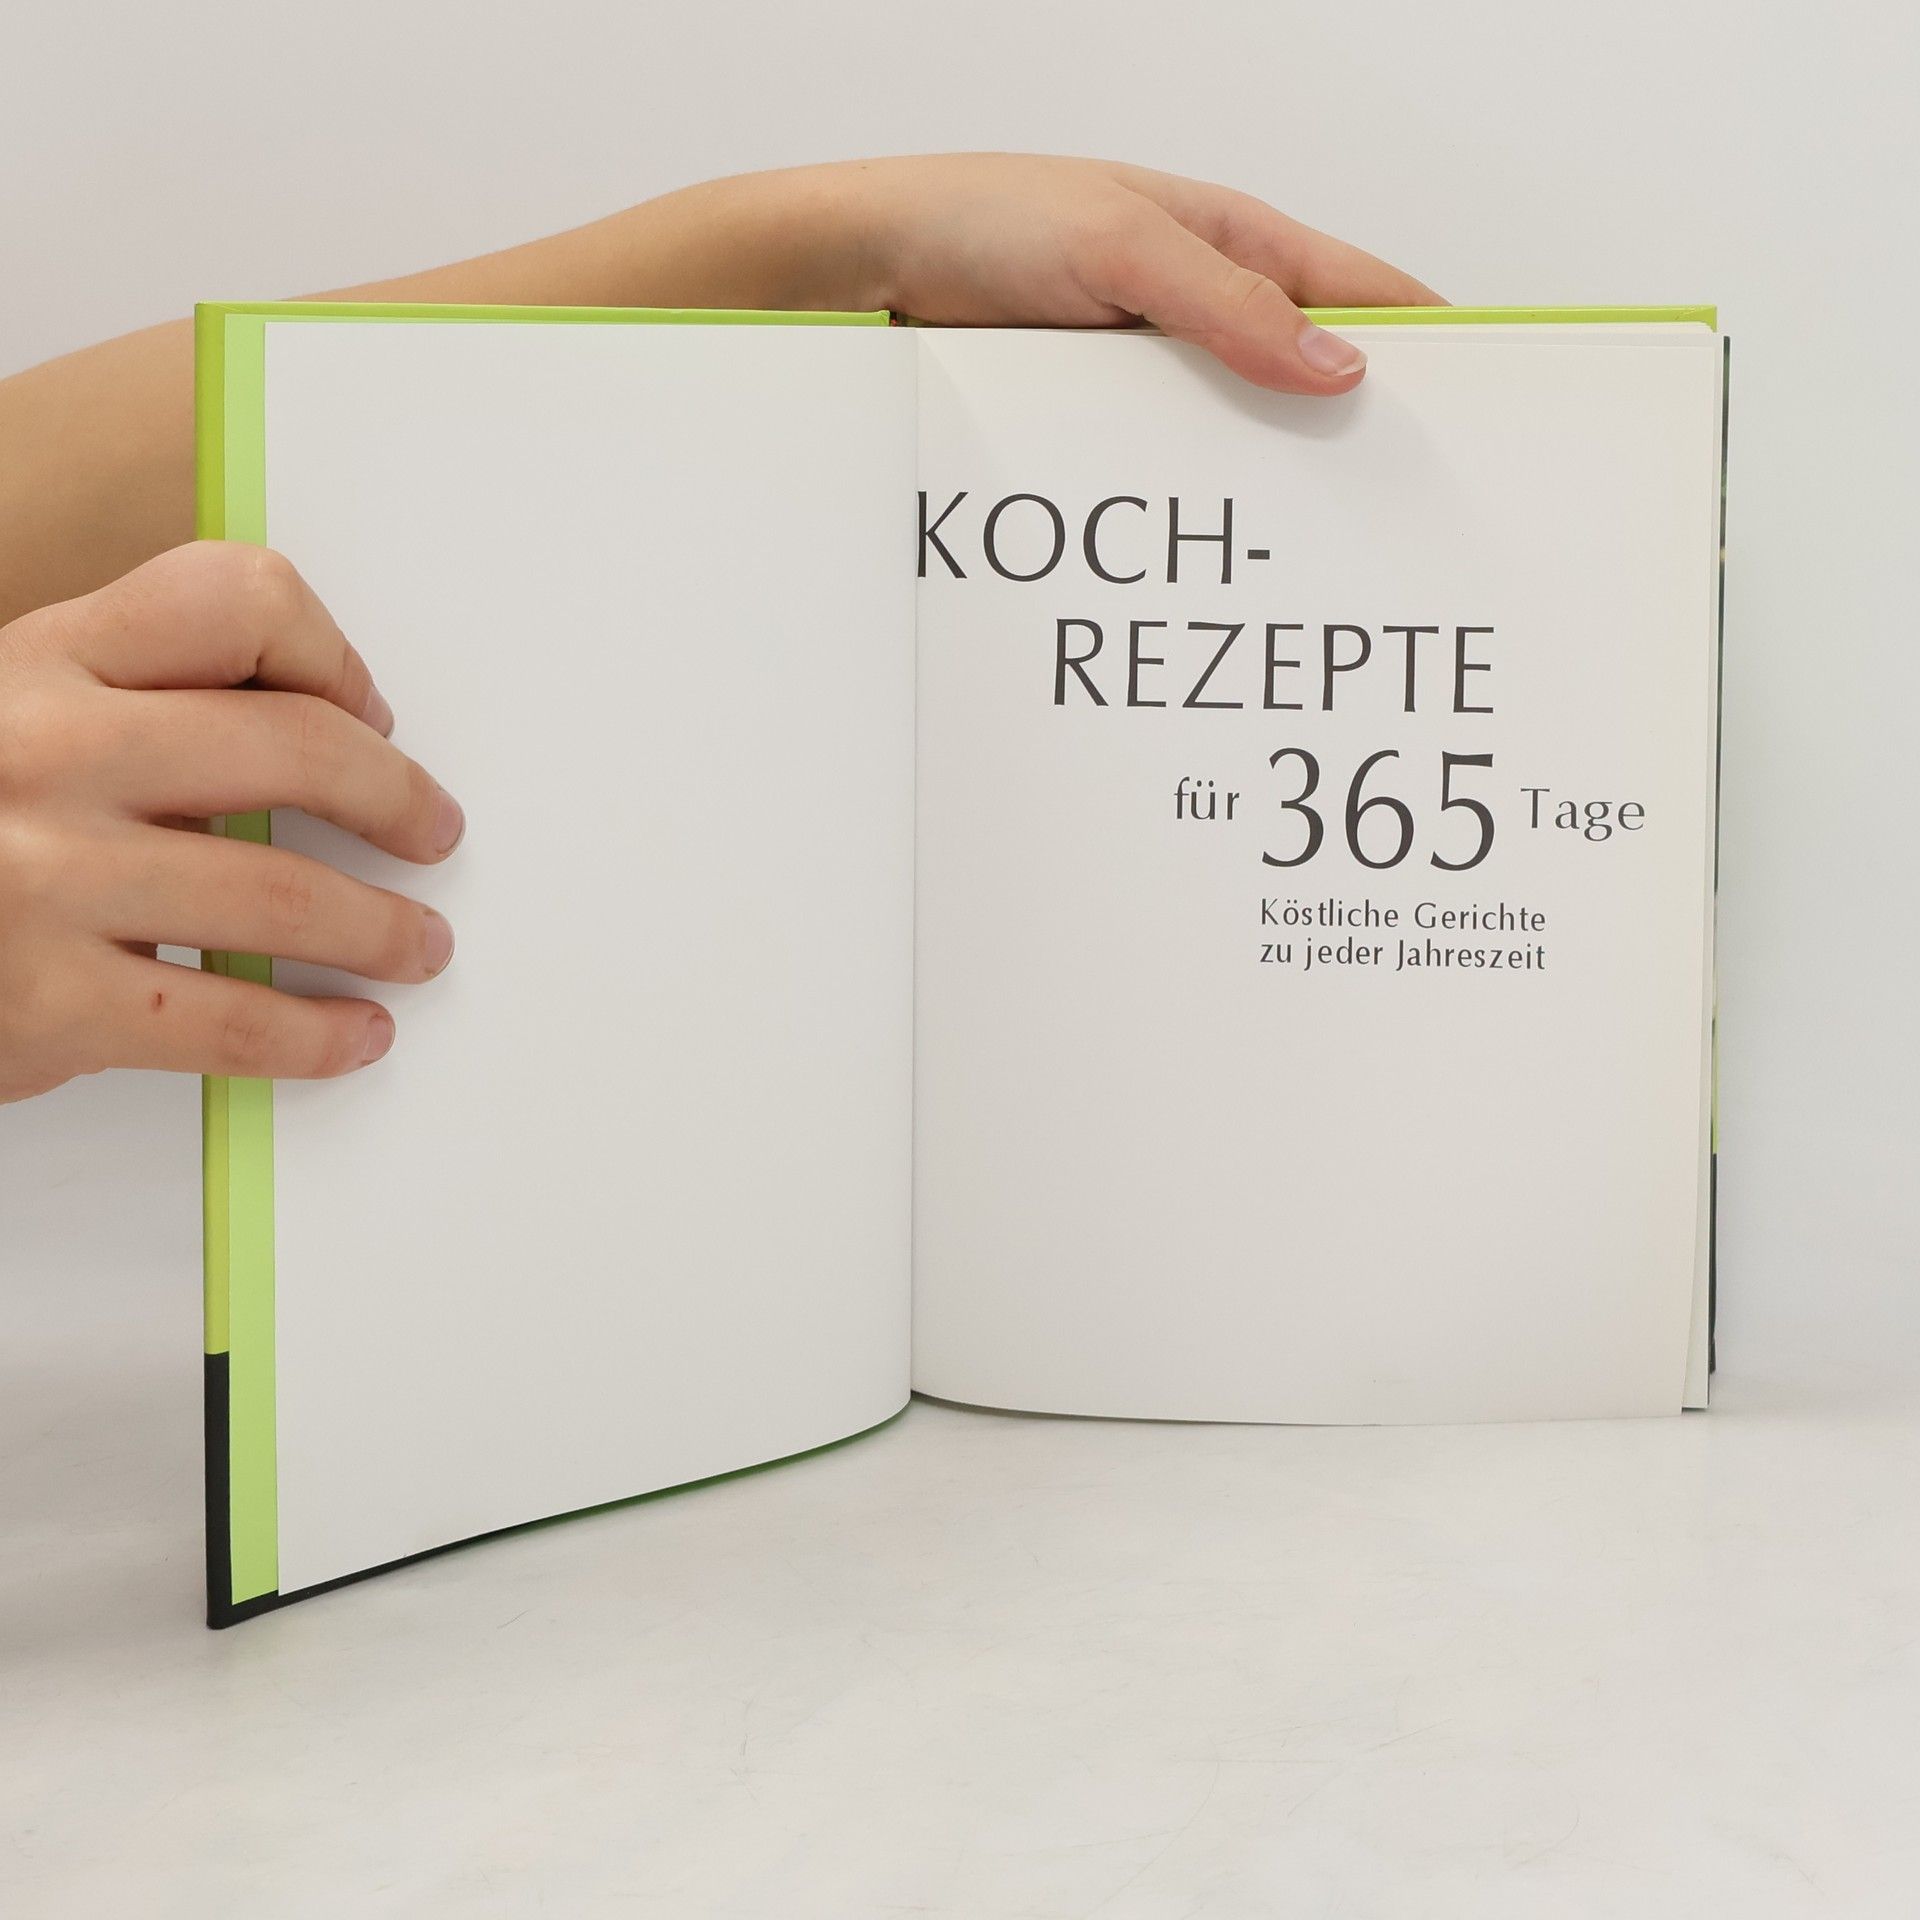 KOCH-
REZEPTE
für 365 Tage
Köstliche Gerichte
zu jeder Jahreszeit